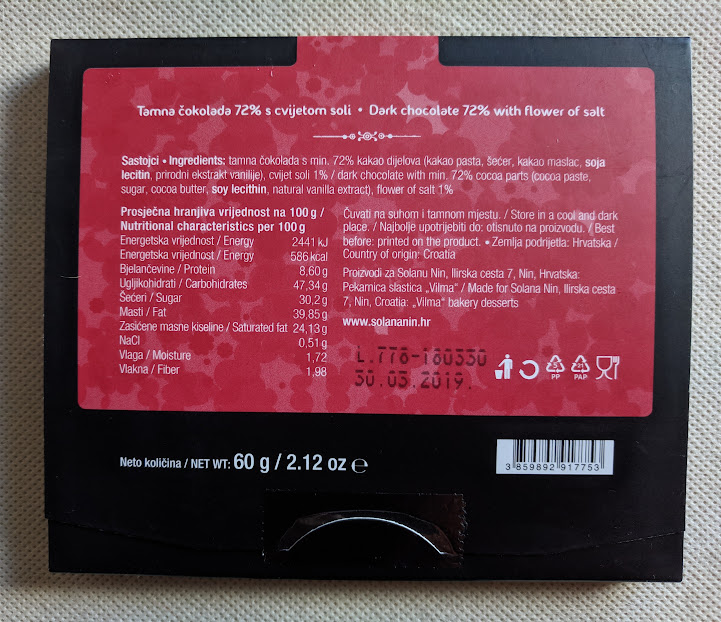 Tamna čokolada 72% s cvijetom soli • Dark chocolate 72% with flower of salt
Sastojci • Ingredients: tamna čokolada s min. 72% kakao dijelova (kakao pasta, šećer, kakao maslac, soja
lecitin, prirodni ekstrakt vanilije), cvijet soli 1% / dark chocolate with min. 72% cocoa parts (cocoa paste,
sugar, cocoa butter, soy lecithin, natural vanilla extract), flower of salt 1%
Prosječna hranjiva vrijednost na 100 g /
Nutritional characteristics per 100 g
Energetska vrijednost / Energy 2441 kJ
Energetska vrijednost / Energy 586 kcal
Bjelančevine / Protein 8,60 g
Ugljikohidrati / Carbohydrates 47,34 g
Šećeri / Sugar 30,2 g
Masti / Fat 39,85 g
Zasićene masne kiseline / Saturated fat 24,13 g
NaCl 0,51 g
Vlaga / Moisture 1,72
Vlakna / Fiber 1,98
Čuvati na suhom i tamnom mjestu. / Store in a cool and dark
place. / Najbolje upotrijebiti do: otisnuto na proizvodu. / Best
before: printed on the product. • Zemlja podrijetla: Hrvatska /
Country of origin: Croatia
Proizvodi za Solanu Nin, Ilirska cesta 7, Nin, Hrvatska:
Pekarnica slastica „Vilma“ / Made for Solana Nin, Ilirska cesta
7, Nin, Croatia: „Vilma“ bakery desserts
www.solananin.hr
L.778-180330
30.03.2019.
5
PP
21
PAP
Neto količina / NET WT: 60 g / 2.12 oz ℮
3 859892 917753